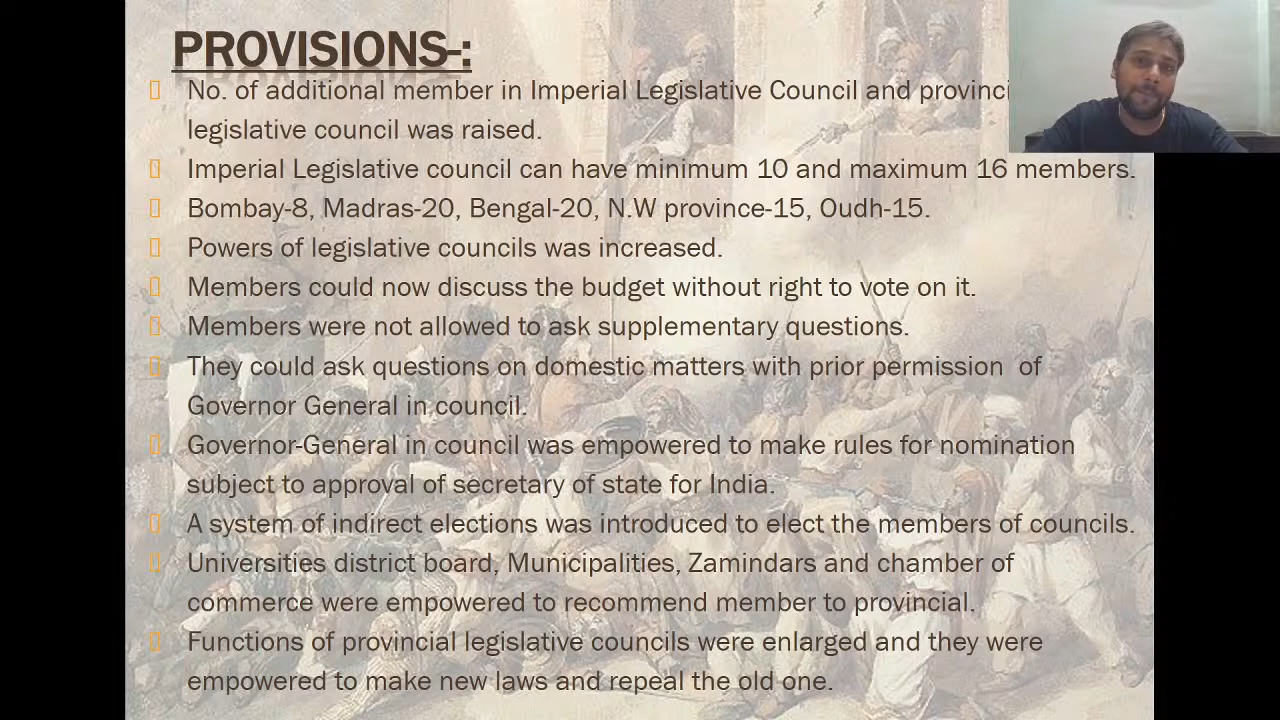 PROVISIONS-:
No. of additional member in Imperial Legislative Council and
legislative council was raised.
Imperial Legislative council can have minimum 10 and maximum 16 members.
Bombay-8, Madras-20, Bengal-20, N.W province-15, Oudh-15.
Powers of legislative councils was increased.
Members could now discuss the budget without right to vote on it.
Members were not allowed to ask supplementary questions.
They could ask questions on domestic matters with prior permission of
Governor General in council.
Governor-General in council was empowered to make rules for nomination
subject to approval of secretary of state for India.
A system of indirect elections was introduced to elect the members of councils.
Universities district board, Municipalities, Zamindars and chamber of
commerce were empowered to recommend member to provincial.
Functions of provincial legislative councils were enlarged and they were
empowered to make new laws and repeal the old one.